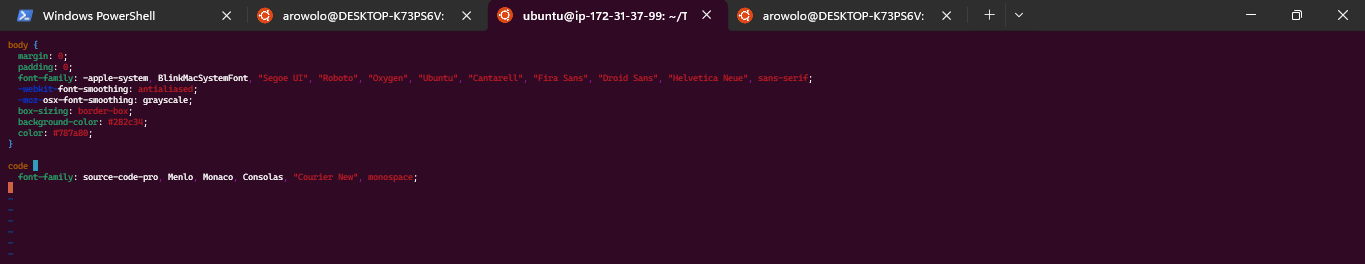 Windows PowerShell
arowolo@DESKTOP-K73PS6V:
ubuntu@ip-172-31-37-99: ~/T
arowolo@DESKTOP-K73PS6V:
body {
  margin: 0;
  padding: 0;
  font-family: -apple-system, BlinkMacSystemFont, "Segoe UI", "Roboto", "Oxygen", "Ubuntu", "Cantarell", "Fira Sans", "Droid Sans", "Helvetica Neue", sans-serif;
  -webkit-font-smoothing: antialiased;
  -moz-osx-font-smoothing: grayscale;
  box-sizing: border-box;
  background-color: #282c34;
  color: #787a80;
}
code
  font-family: source-code-pro, Menlo, Monaco, Consolas, "Courier New", monospace;
~
~
~
~
~
~